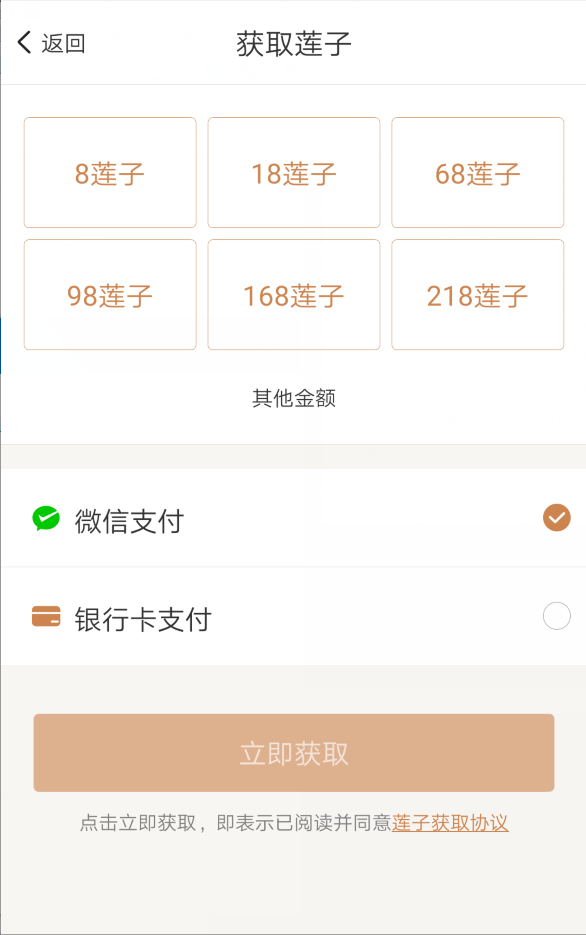 返回
获取莲子
8莲子
18莲子
68莲子
98莲子
168莲子
218莲子
其他金额
微信支付
银行卡支付
立即获取
点击立即获取，即表示已阅读并同意莲子获取协议